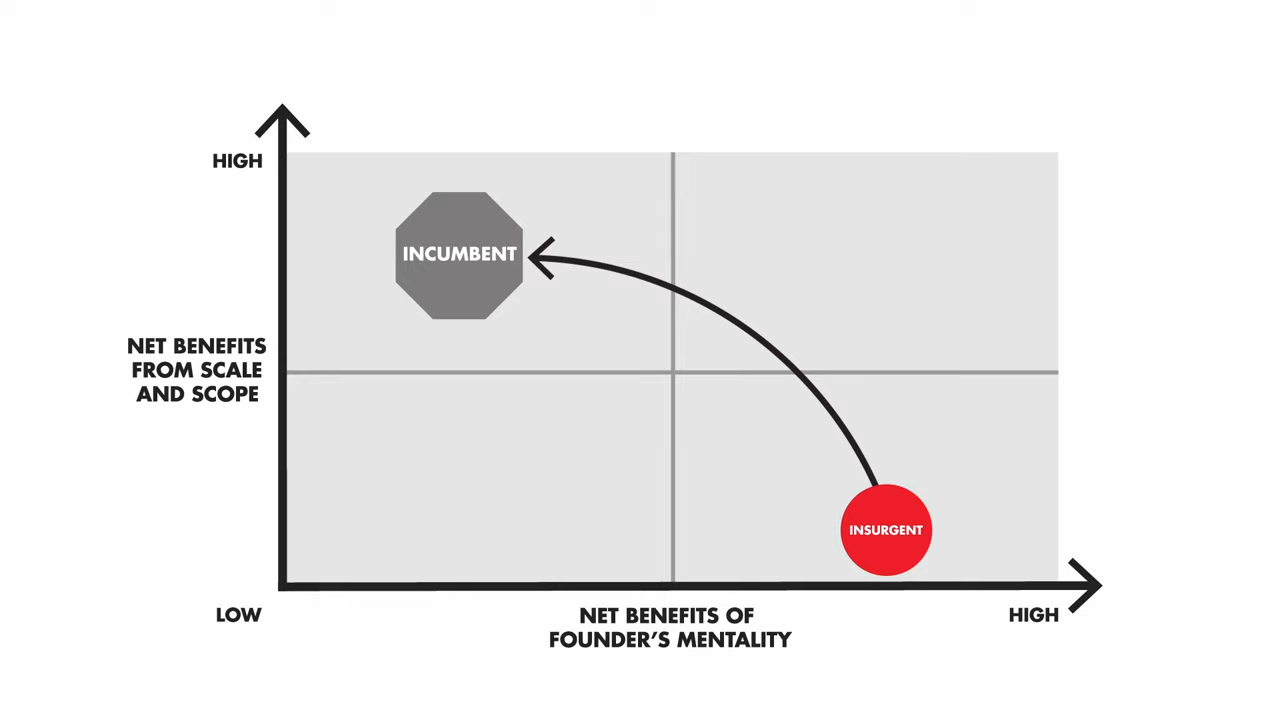 HIGH
INCUMBENT
NET BENEFITS
FROM SCALE
AND SCOPE
INSURGENT
LOW
NET BENEFITS OF
FOUNDER'S MENTALITY
HIGH